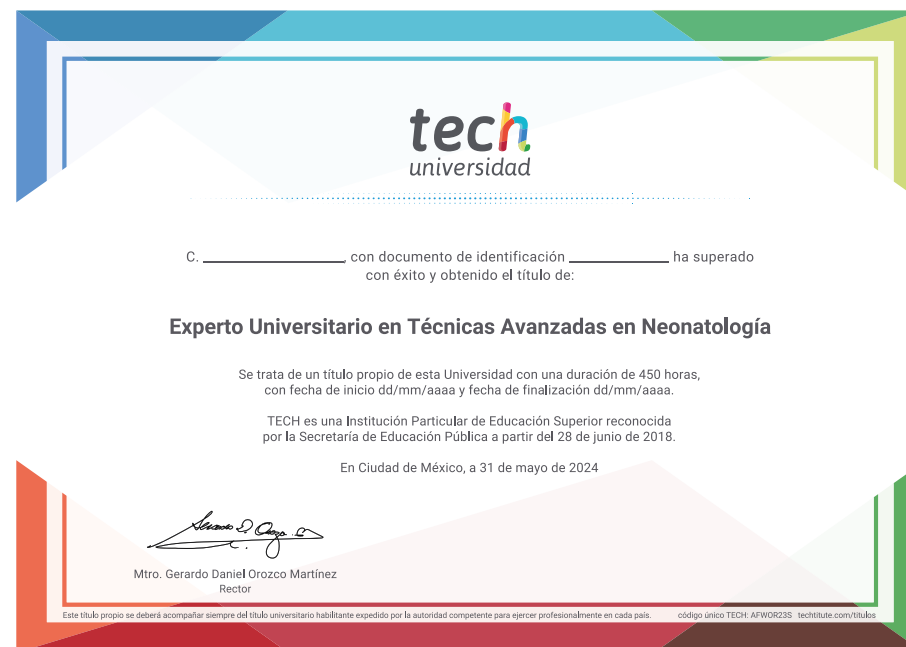 tech
universidad
C. ____________, con documento de identificación ____________ ha superado
con éxito y obtenido el título de:
Experto Universitario en Técnicas Avanzadas en Neonatología
Se trata de un título propio de esta Universidad con una duración de 450 horas,
con fecha de inicio dd/mm/aaaa y fecha de finalización dd/mm/aaaa.
TECH es una Institución Particular de Educación Superior reconocida
por la Secretaría de Educación Pública a partir del 28 de junio de 2018.
En Ciudad de México, a 31 de mayo de 2024
Mtro. Gerardo Daniel Orozco Martínez
Rector
Este título propio se deberá acompañar siempre del título universitario habilitante expedido por la autoridad competente para ejercer profesionalmente en cada país. código único TECH: AFWOR23S techtitute.com/titulos